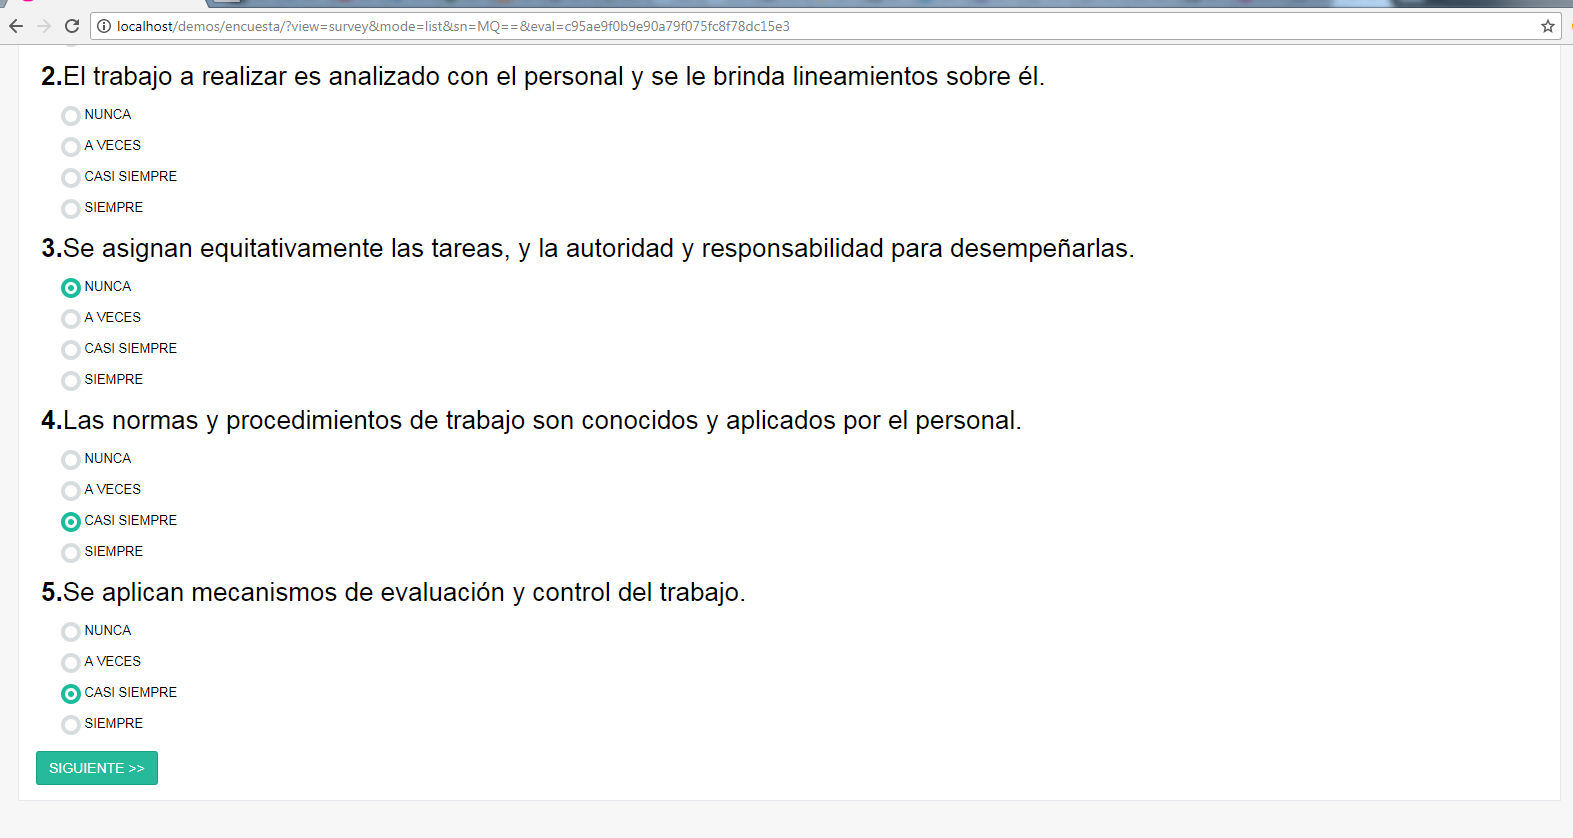 localhost/demos/encuesta/?view=survey&mode=list&sn=MQ==&eval=c95ae9f0b9e90a79f075fc8f78dc15e3
2.El trabajo a realizar es analizado con el personal y se le brinda lineamientos sobre él.
NUNCA
A VECES
CASI SIEMPRE
SIEMPRE
3.Se asignan equitativamente las tareas, y la autoridad y responsabilidad para desempeñarlas.
NUNCA
A VECES
CASI SIEMPRE
SIEMPRE
4.Las normas y procedimientos de trabajo son conocidos y aplicados por el personal.
NUNCA
A VECES
CASI SIEMPRE
SIEMPRE
5.Se aplican mecanismos de evaluación y control del trabajo.
NUNCA
A VECES
CASI SIEMPRE
SIEMPRE
SIGUIENTE >>